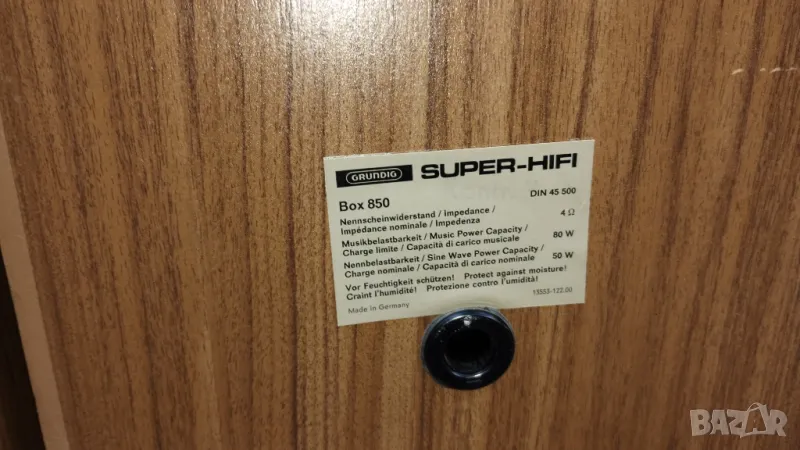 GRUNDIG SUPER-HIFI
Box 850 DIN 45 500
Nennscheinwiderstand / Impedance /
Impédance nominale / Impedenza 4 Ω
Musikbelastbarkeit / Music Power Capacity /
Charge limite / Capacità di carico musicale 80 W
Nennbelastbarkeit / Sine Wave Power Capacity /
Charge nominale / Capacità di carico nominale 50 W
Vor Feuchtigkeit schützen! Protect against moisture!
Craint l'humidité! Protezione contro l'umidità!
Made in Germany 13553-122.00
BAZAR